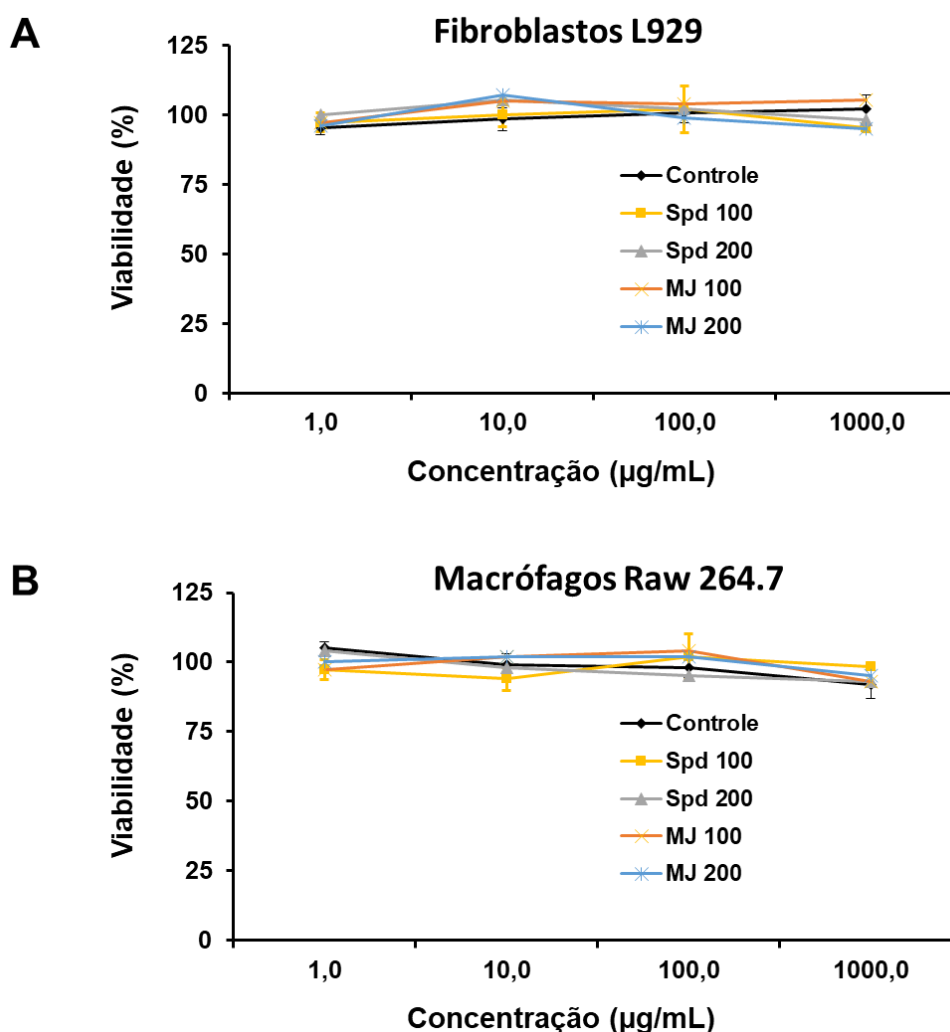 A
Fibroblastos L929
125
100
75
50
25
0
Viabilidade (%)
Controle
Spd 100
Spd 200
MJ 100
MJ 200
1,0 10,0 100,0 1000,0
Concentração (µg/mL)
B
Macrófagos Raw 264.7
125
100
75
50
25
0
Viabilidade (%)
Controle
Spd 100
Spd 200
MJ 100
MJ 200
1,0 10,0 100,0 1000,0
Concentração (µg/mL)